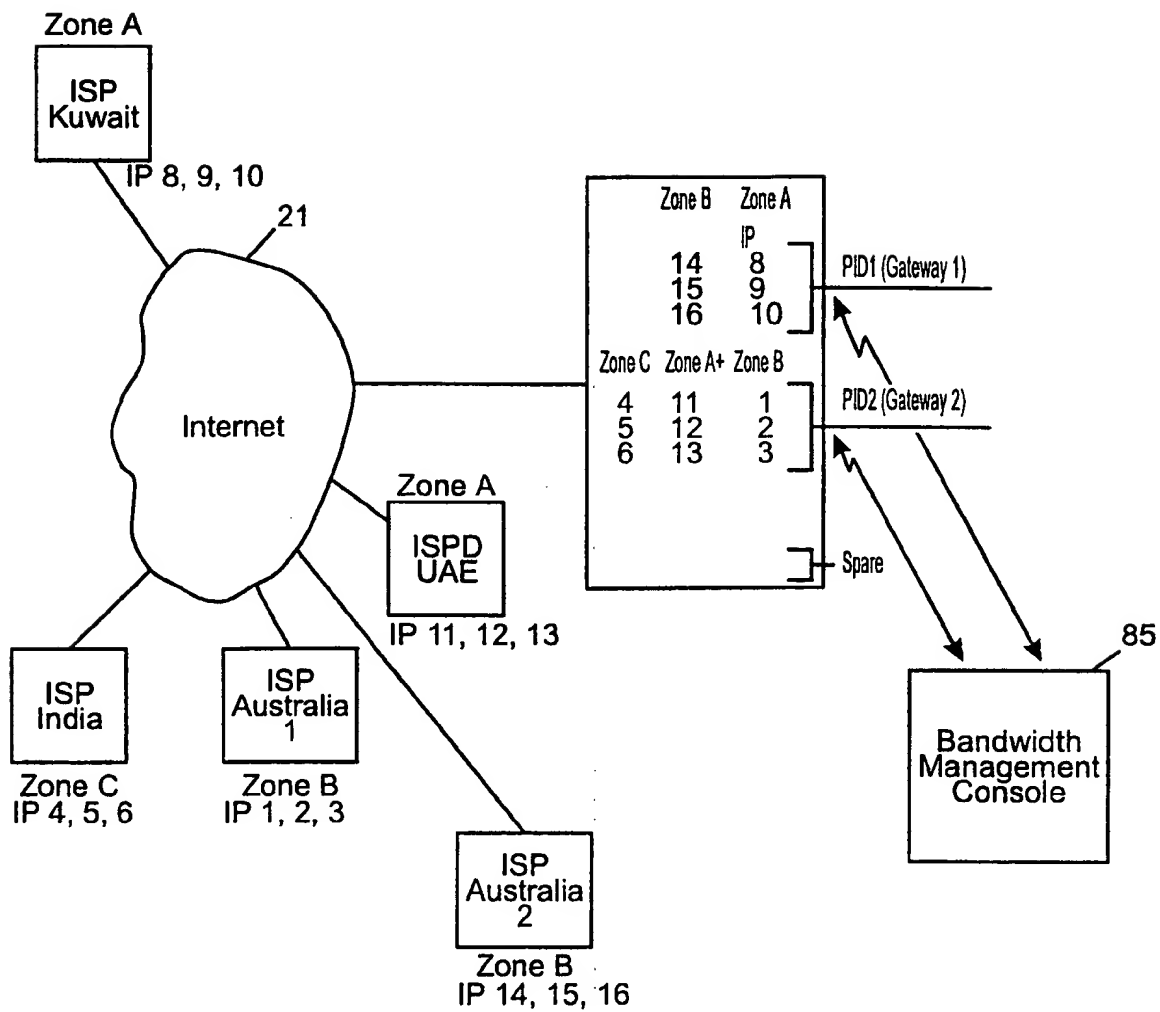 Zone A
ISP
Kuwait
IP 8, 9, 10
21
Internet
Zone B Zone A
IP
14 8
15 9
16 10
PID1 (Gateway 1)
Zone C Zone A+ Zone B
4 11 1
5 12 2
6 13 3
PID2 (Gateway 2)
Spare
Zone A
ISPD
UAE
IP 11, 12, 13
ISP
India
Zone C
IP 4, 5, 6
ISP
Australia
1
Zone B
IP 1, 2, 3
ISP
Australia
2
Zone B
IP 14, 15, 16
85
Bandwidth
Management
Console